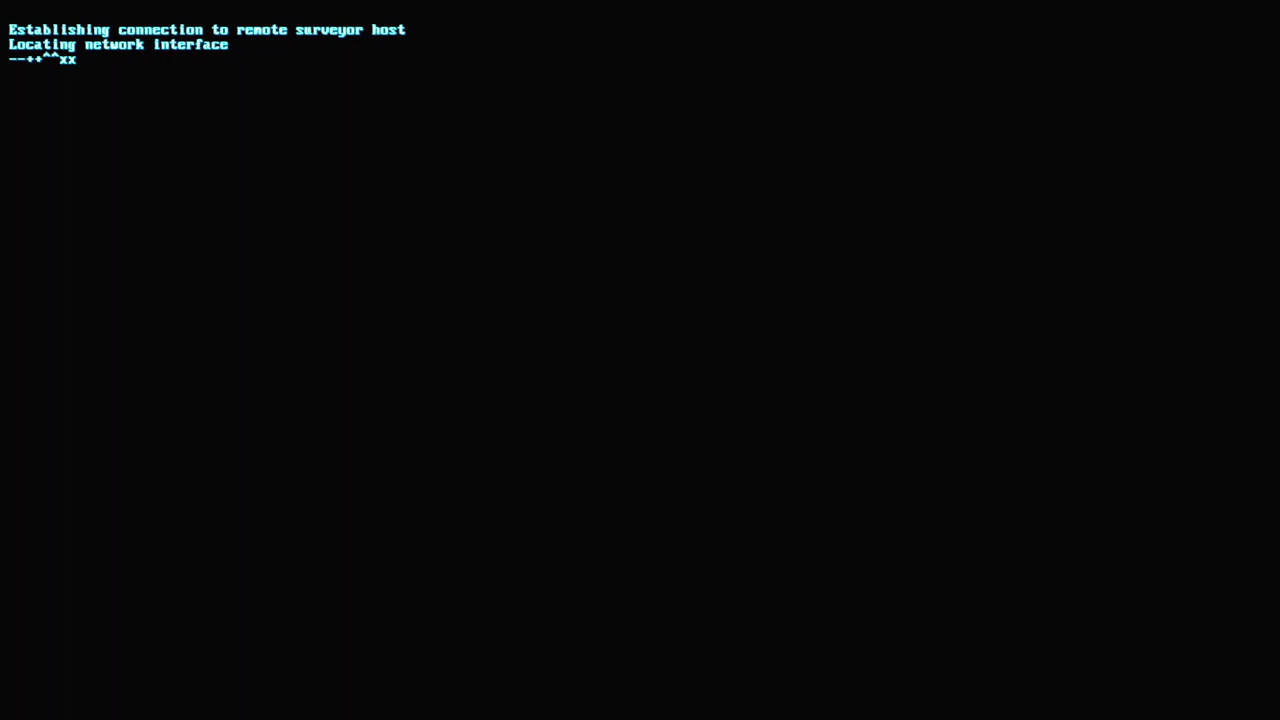 Establishing connection to remote surveyor host
Locating network interface
--++^^xx